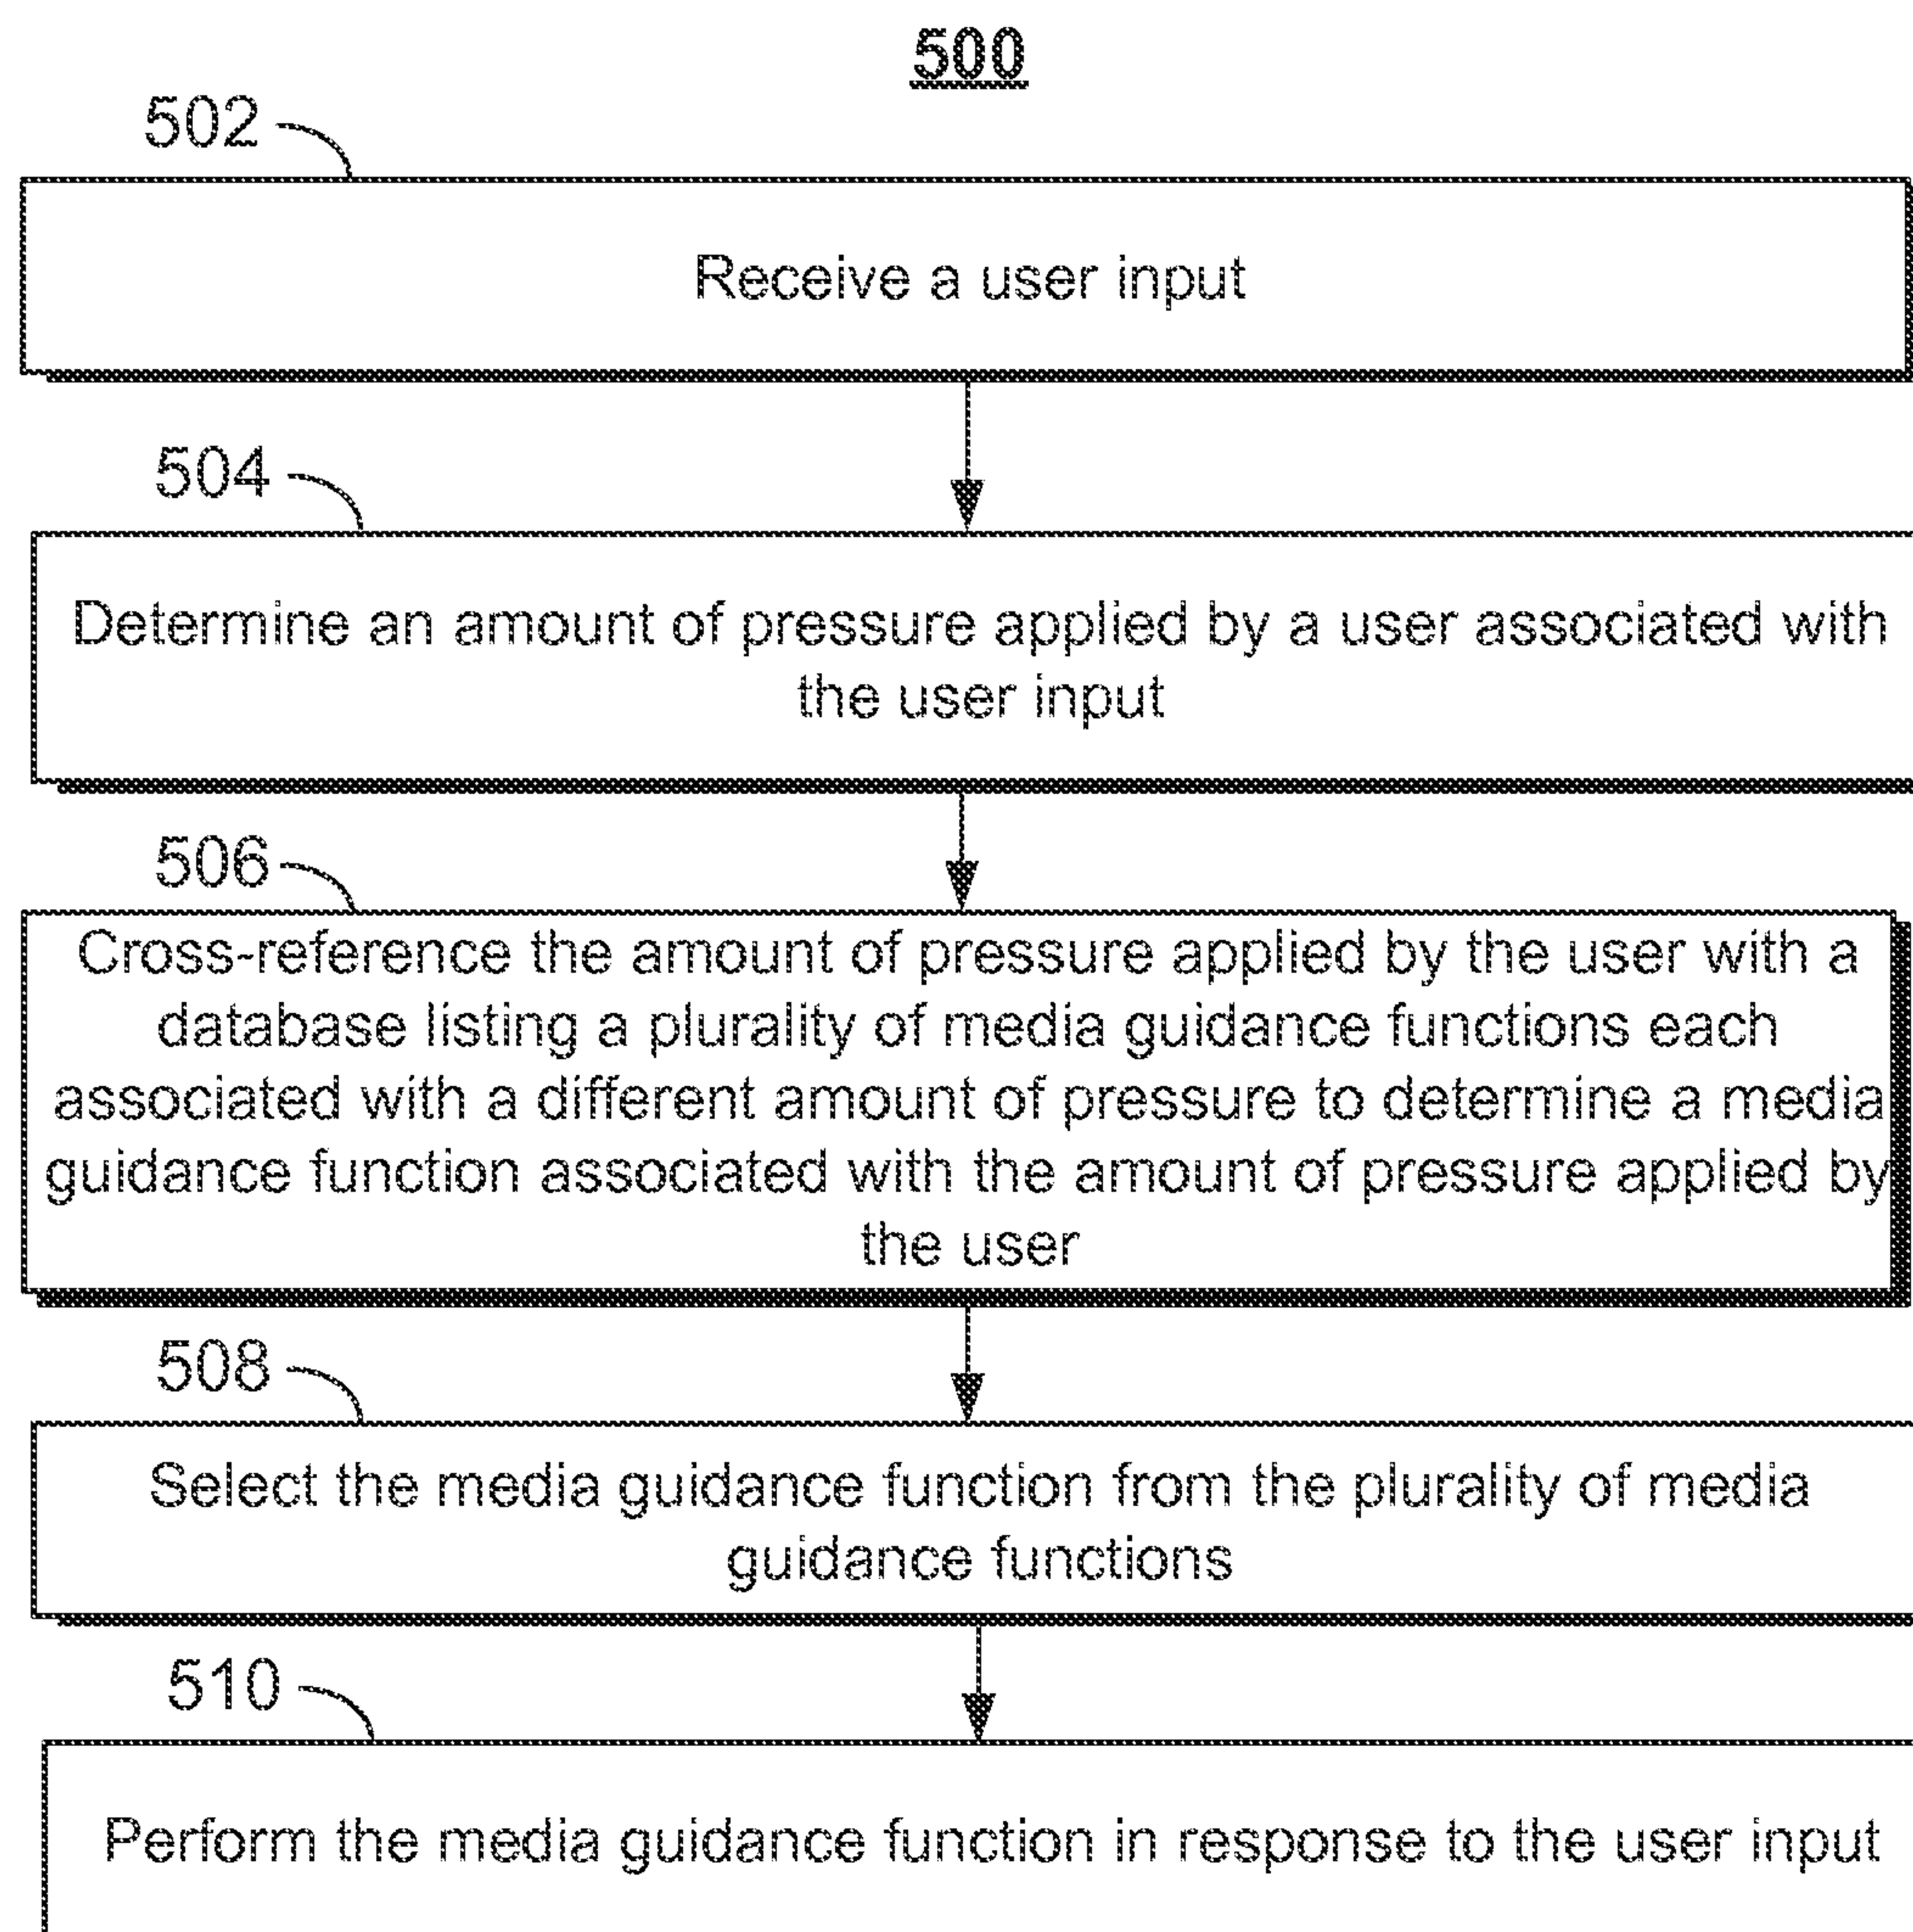 500
502
Receive a user input
504
Determine an amount of pressure applied by a user associated with
the user input
506
Cross-reference the amount of pressure applied by the user with a
database listing a plurality of media guidance functions each
associated with a different amount of pressure to determine a media
guidance function associated with the amount of pressure applied by
the user
508
Select the media guidance function from the plurality of media
guidance functions
510
Perform the media guidance function in response to the user input